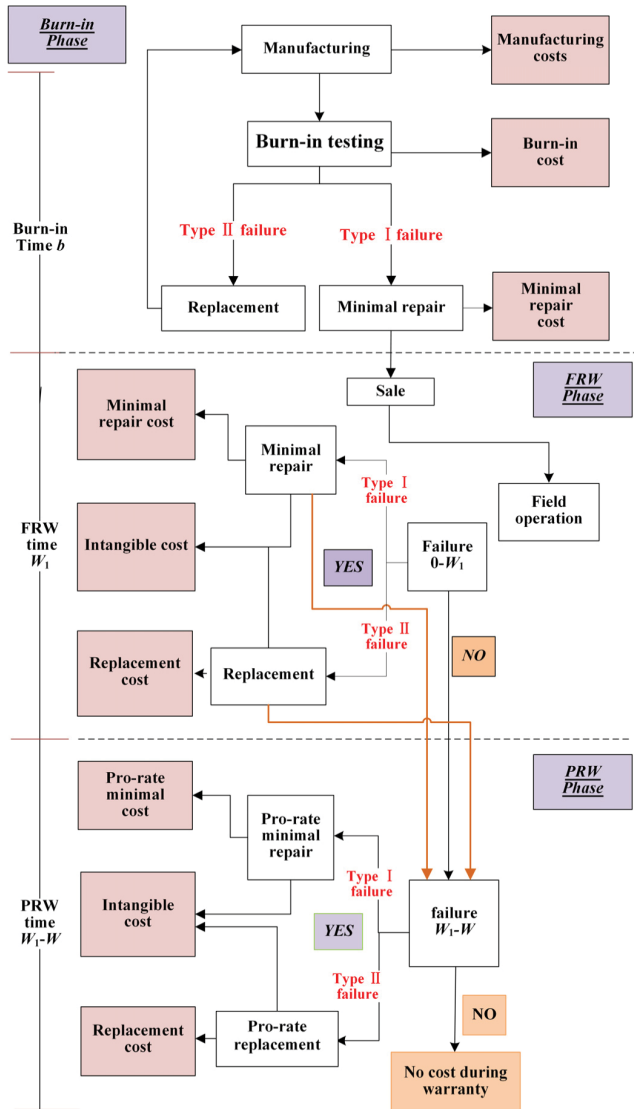 Burn-in
Phase
Manufacturing
Manufacturing
costs
Burn-in testing
Burn-in
cost
Type Ⅱ failure
Type Ⅰ failure
Burn-in
Time b
Replacement
Minimal repair
Minimal
repair
cost
Sale
FRW
Phase
Minimal
repair cost
Minimal
repair
Type Ⅰ
failure
Field
operation
FRW
time
W₁
Intangible cost
YES
Failure
0-W₁
Type Ⅱ
failure
NO
Replacement
cost
Replacement
PRW
Phase
Pro-rate
minimal
cost
Pro-rate
minimal
repair
Type Ⅰ
failure
PRW
time
W₁-W
Intangible
cost
YES
failure
W₁-W
Type Ⅱ
failure
NO
Replacement
cost
Pro-rate
replacement
No cost during
warranty